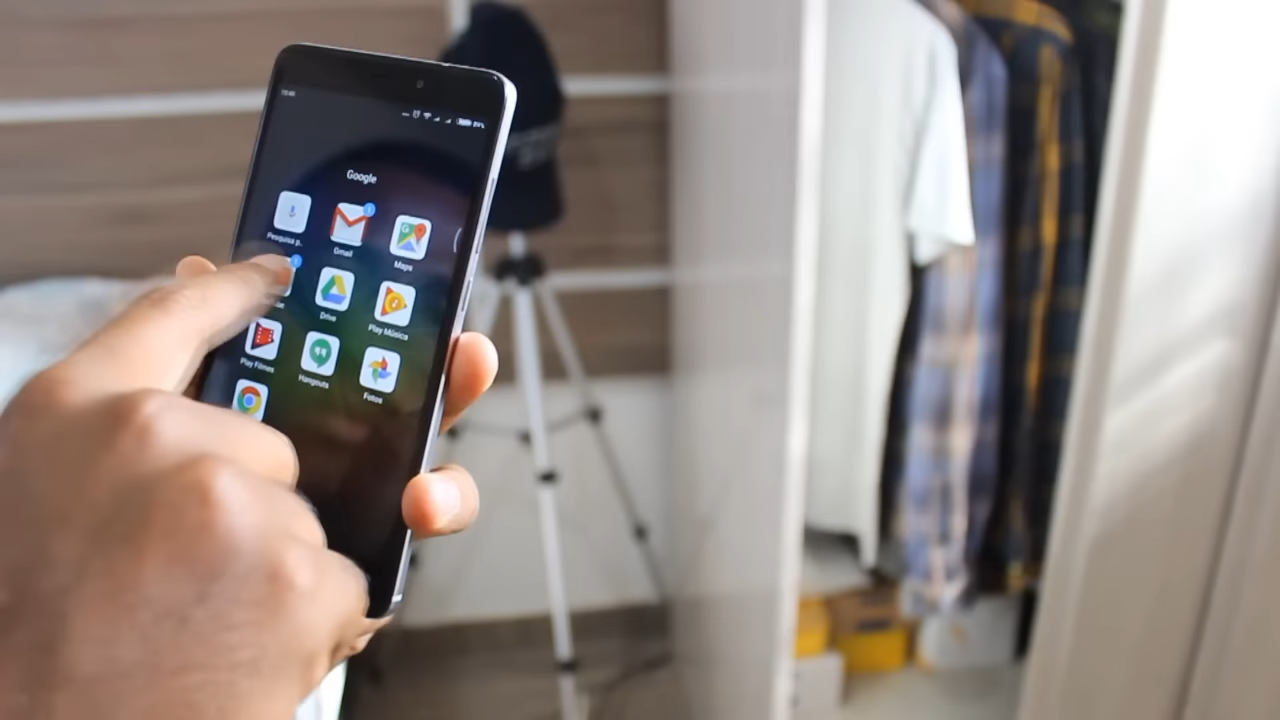 Google
Pesquisa p..
Gmail
Maps
Drive
Play Música
Play Filmes
Hangouts
Fotos